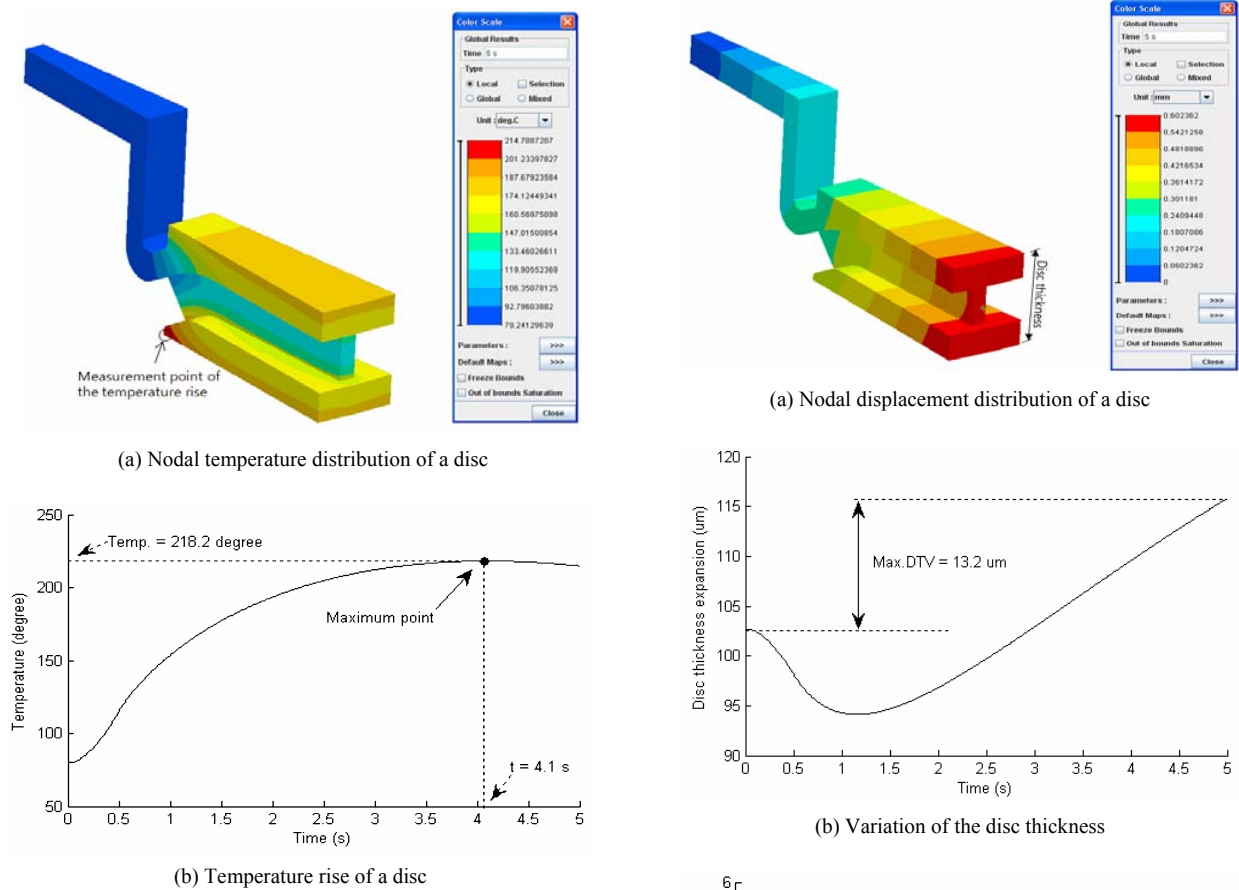 Color Scale
Global Results
Time 5 s
Type
Local Selection
Global Mixed
Unit : deg.C
214.7887207
201.23397827
187.67923584
174.12449341
160.56975098
147.01500854
133.46026611
119.90552368
106.35078125
92.79603882
79.24129639
Parameters : >>>
Default Maps : >>>
Freeze Bounds
Out of bounds Saturation
Close
Measurement point of
the temperature rise
(a) Nodal temperature distribution of a disc
250
200
150
100
50
Temperature (degree)
Temp. = 218.2 degree
Maximum point
t = 4.1 s
0 0.5 1 1.5 2 2.5 3 3.5 4 4.5 5
Time (s)
(b) Temperature rise of a disc
Color Scale
Global Results
Time 5 s
Type
Local Selection
Global Mixed
Unit : mm
0.602362
0.5421258
0.4818896
0.4216534
0.3614172
0.301181
0.2409448
0.1807086
0.1204724
0.0602362
0
Parameters : >>>
Default Maps : >>>
Freeze Bounds
Out of bounds Saturation
Close
Disc thickness
(a) Nodal displacement distribution of a disc
120
115
110
105
100
95
90
Disc thickness expansion (um)
Max.DTV = 13.2 um
0 0.5 1 1.5 2 2.5 3 3.5 4 4.5 5
Time (s)
(b) Variation of the disc thickness
6